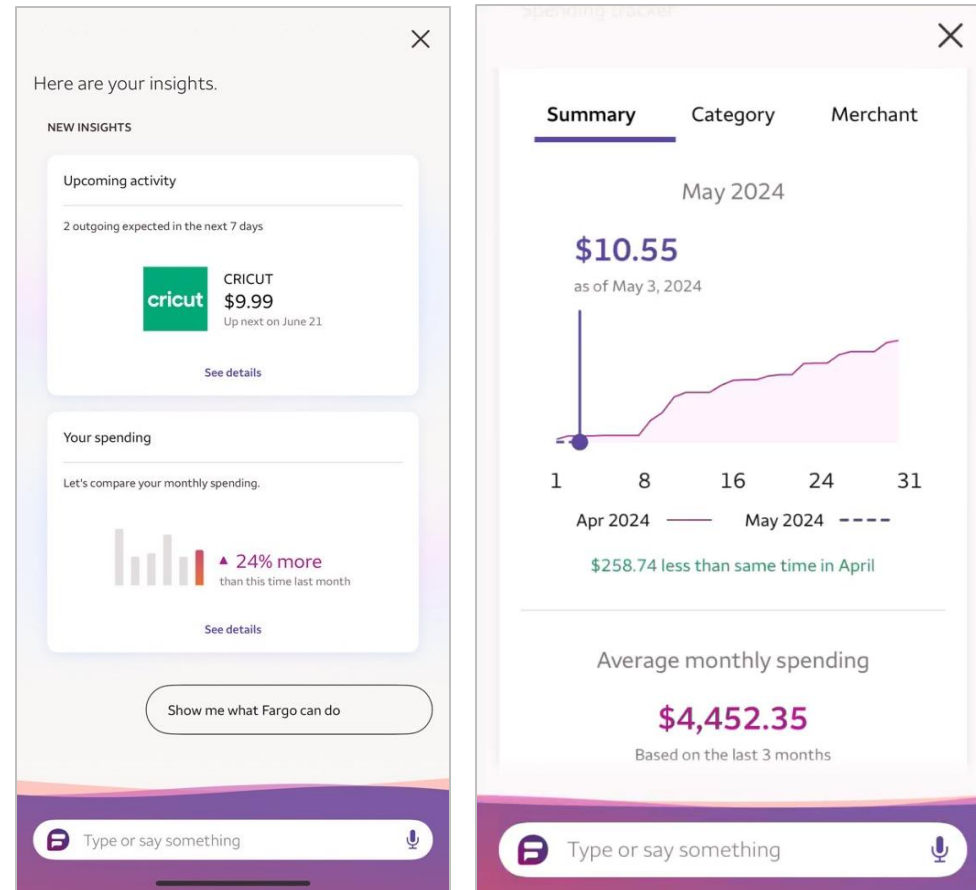 Here are your insights.
NEW INSIGHTS
Upcoming activity
2 outgoing expected in the next 7 days
cricut
CRICUT
$9.99
Up next on June 21
See details
Your spending
Let's compare your monthly spending.
▲ 24% more
than this time last month
See details
Show me what Fargo can do
Type or say something
Spending tracker
Summary Category Merchant
May 2024
$10.55
as of May 3, 2024
1 8 16 24 31
Apr 2024 May 2024
$258.74 less than same time in April
Average monthly spending
$4,452.35
Based on the last 3 months
Type or say something